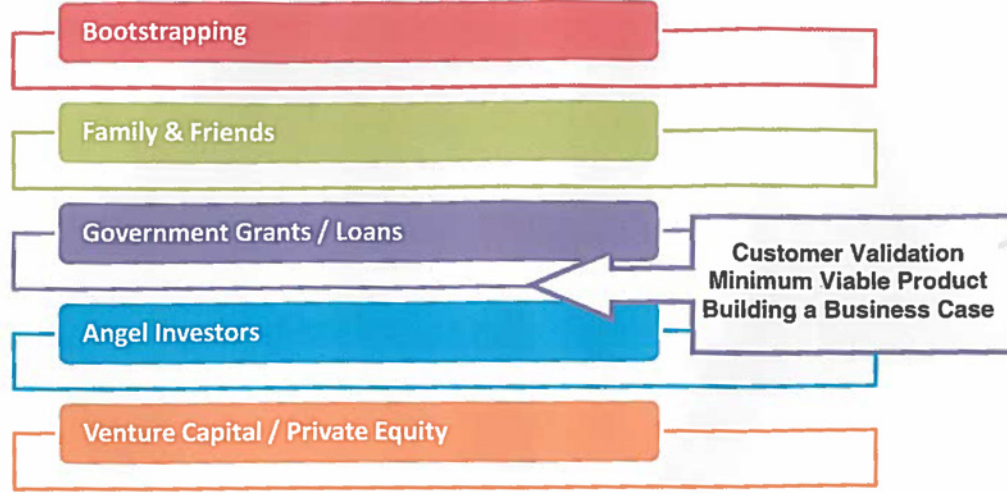 Bootstrapping
Family & Friends
Government Grants / Loans
Customer Validation
Minimum Viable Product
Building a Business Case
Angel Investors
Venture Capital / Private Equity